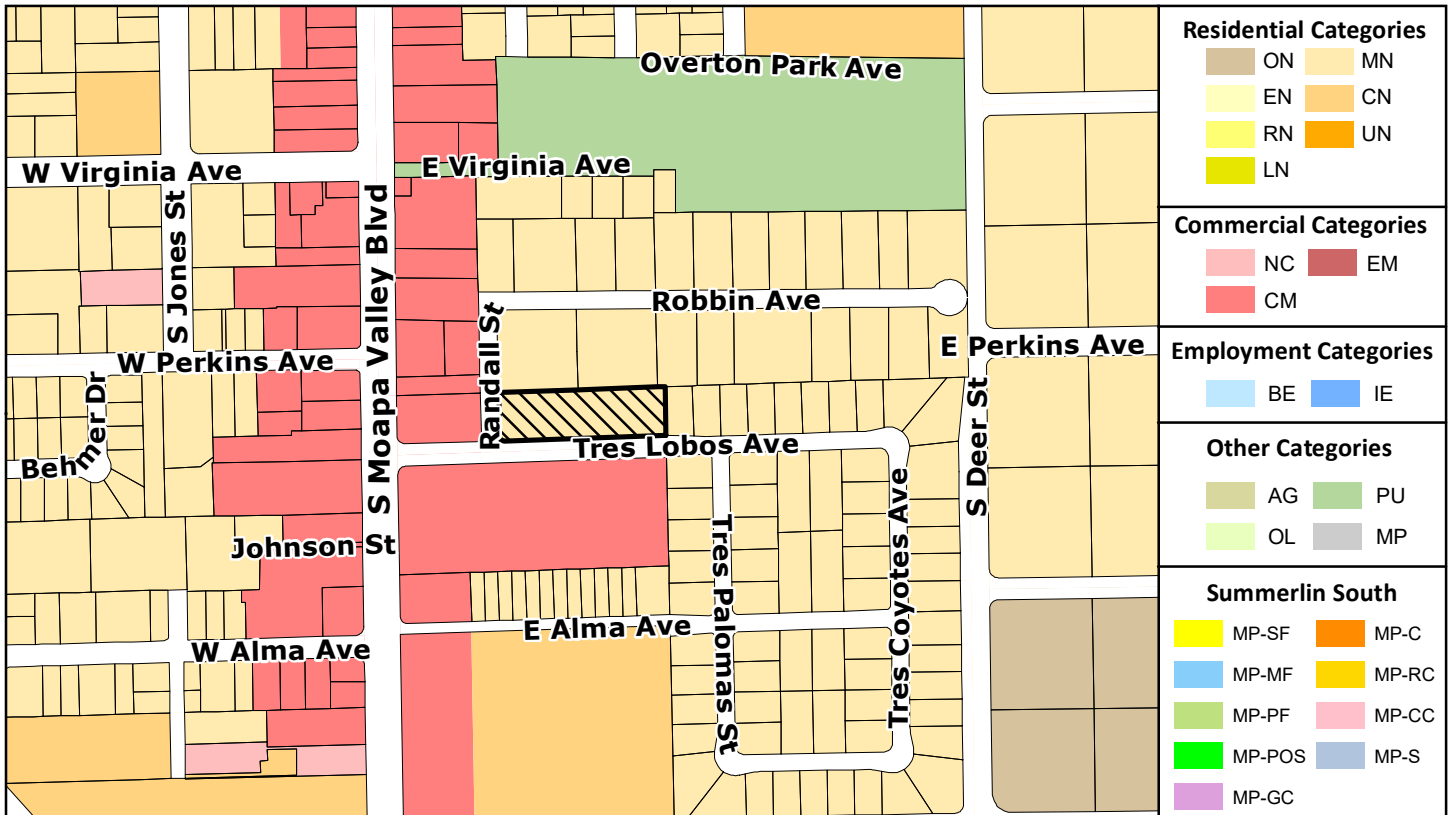 Overton Park Ave
W Virginia Ave
E Virginia Ave
S Jones St
S Moapa Valley Blvd
Robbin Ave
Randall St
W Perkins Ave
E Perkins Ave
Behmer Dr
S Deer St
Tres Lobos Ave
Johnson St
Tres Palomas St
Tres Coyotes Ave
E Alma Ave
W Alma Ave
Residential Categories
ON MN
EN CN
RN UN
LN
Commercial Categories
NC EM
CM
Employment Categories
BE IE
Other Categories
AG PU
OL MP
Summerlin South
MP-SF MP-C
MP-MF MP-RC
MP-PF MP-CC
MP-POS MP-S
MP-GC